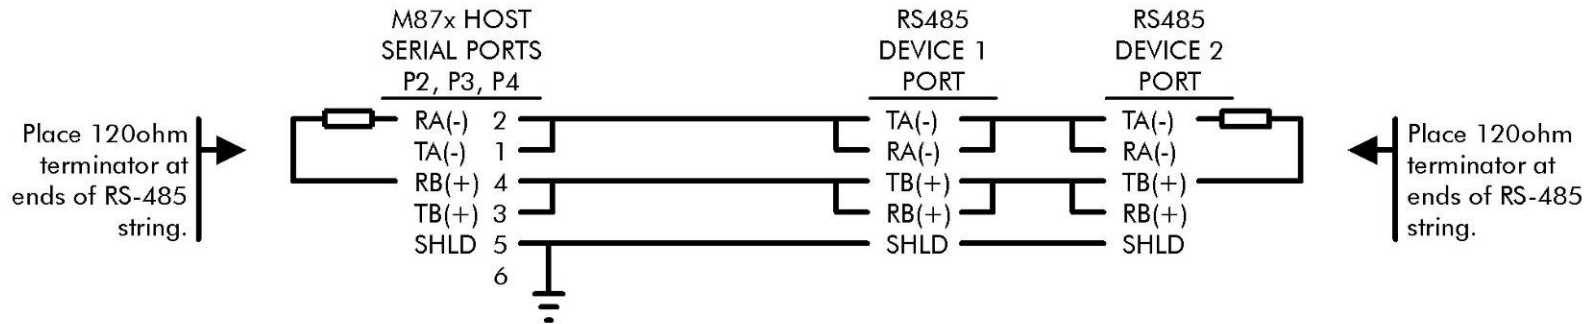 M87x HOST
SERIAL PORTS
P2, P3, P4
RS485
DEVICE 1
PORT
RS485
DEVICE 2
PORT
Place 120ohm
terminator at
ends of RS-485
string.
RA(-) 2
TA(-) 1
RB(+) 4
TB(+) 3
SHLD 5
6
TA(-)
RA(-)
TB(+)
RB(+)
SHLD
TA(-)
RA(-)
TB(+)
RB(+)
SHLD
Place 120ohm
terminator at
ends of RS-485
string.